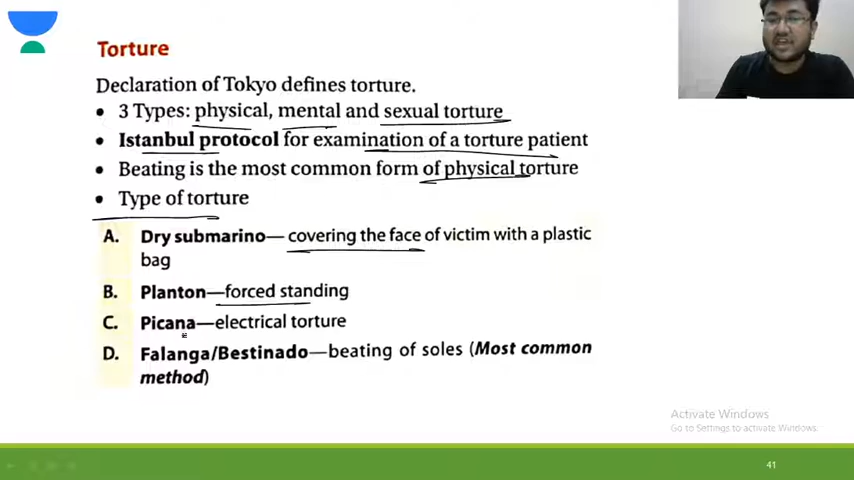 Torture
Declaration of Tokyo defines torture.
• 3 Types: physical, mental and sexual torture
• Istanbul protocol for examination of a torture patient
• Beating is the most common form of physical torture
• Type of torture
A. Dry submarino—covering the face of victim with a plastic
bag
B. Planton—forced standing
C. Picana—electrical torture
D. Falanga/Bestinado—beating of soles (Most common
method)
Activate Windows
Go to Settings to activate Windows.
41